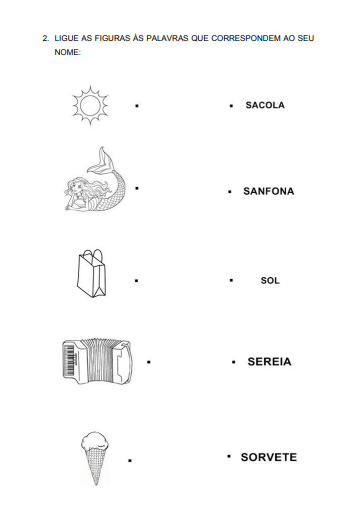 2. LIGUE AS FIGURAS ÀS PALAVRAS QUE CORRESPONDEM AO SEU
NOME:
SACOLA
SANFONA
SOL
SEREIA
SORVETE